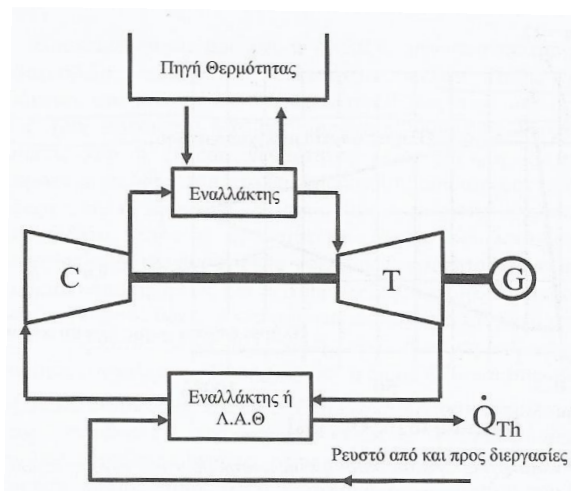 Πηγή Θερμότητας
Εναλλάκτης
C
T
G
Εναλλάκτης ή
Λ.Α.Θ
Q̇Th
Ρευστό από και προς διεργασίες